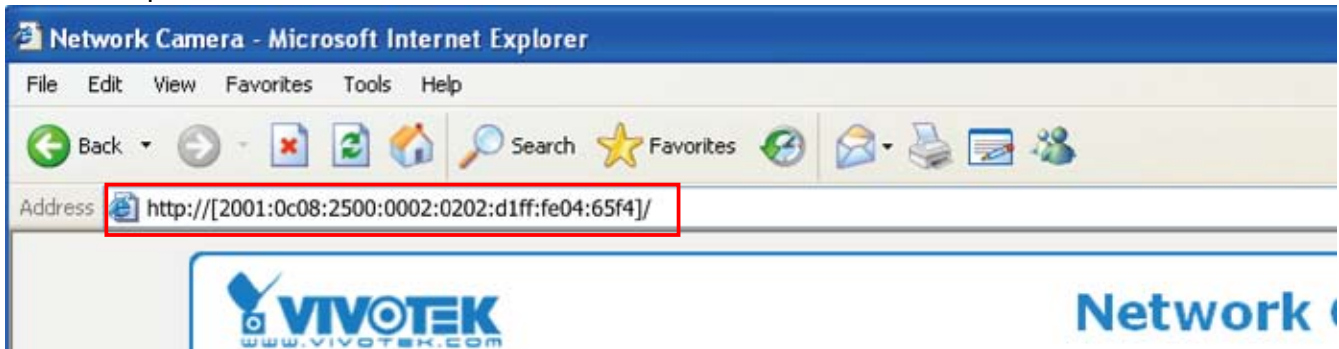 Network Camera - Microsoft Internet Explorer
File Edit View Favorites Tools Help
Back Search Favorites
Address http://[2001:0c08:2500:0002:0202:d1ff:fe04:65f4]/
VIVOTEK Network
www.vivotek.com